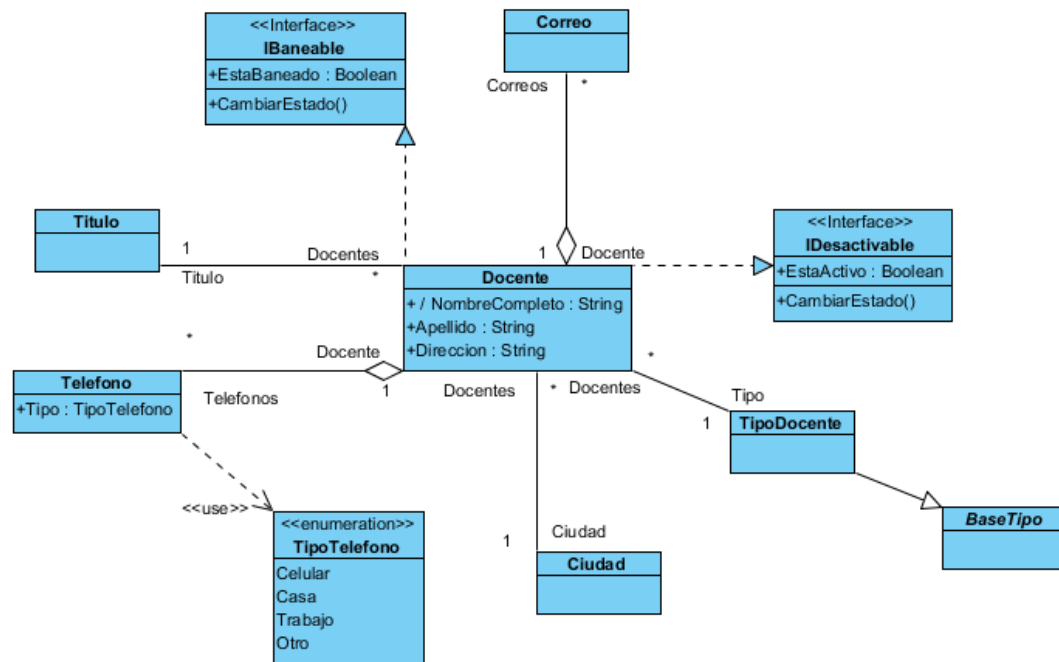 <<Interface>>
IBaneable
+EstaBaneado : Boolean
+CambiarEstado()
Correo
Correos
*
Titulo
1
Titulo
Docentes
*
1
Docente
<<Interface>>
IDesactivable
+EstaActivo : Boolean
+CambiarEstado()
Docente
+ / NombreCompleto : String
+Apellido : String
+Direccion : String
*
Telefonos
Docente
1
Telefono
+Tipo : TipoTelefono
Docentes
*
Docentes
*
Tipo
1
TipoDocente
<<use>>
<<enumeration>>
TipoTelefono
Celular
Casa
Trabajo
Otro
1
Ciudad
Ciudad
BaseTipo